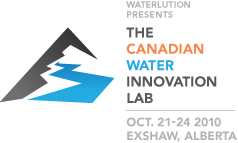 WATERLUTION
PRESENTS
THE
CANADIAN
WATER
INNOVATION
LAB
OCT. 21-24 2010
EXSHAW, ALBERTA